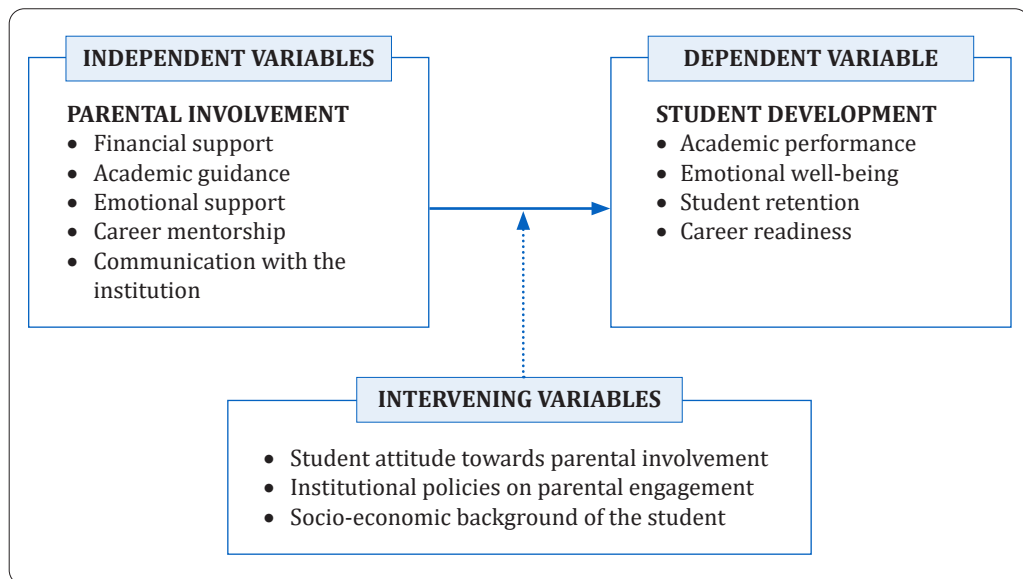 INDEPENDENT VARIABLES
PARENTAL INVOLVEMENT
• Financial support
• Academic guidance
• Emotional support
• Career mentorship
• Communication with the
institution
DEPENDENT VARIABLE
STUDENT DEVELOPMENT
• Academic performance
• Emotional well-being
• Student retention
• Career readiness
INTERVENING VARIABLES
• Student attitude towards parental involvement
• Institutional policies on parental engagement
• Socio-economic background of the student